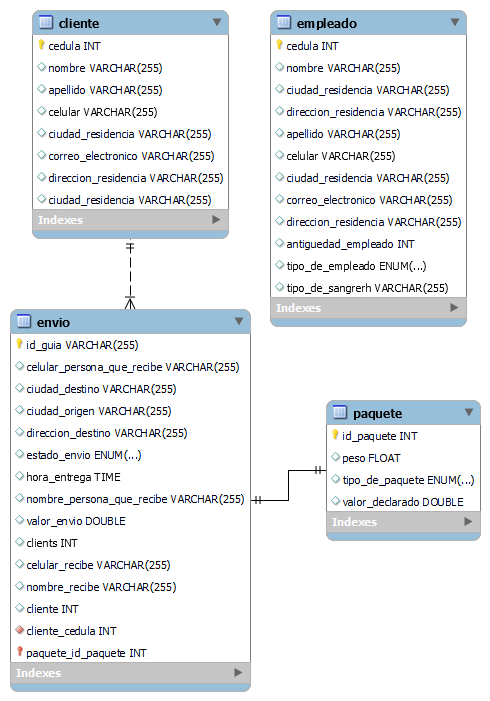 cliente
cedula INT
nombre VARCHAR(255)
apellido VARCHAR(255)
celular VARCHAR(255)
ciudad_residencia VARCHAR(255)
correo_electronico VARCHAR(255)
direccion_residencia VARCHAR(255)
ciudad_residencia VARCHAR(255)
Indexes
empleado
cedula INT
nombre VARCHAR(255)
ciudad_residencia VARCHAR(255)
direccion_residencia VARCHAR(255)
apellido VARCHAR(255)
celular VARCHAR(255)
ciudad_residencia VARCHAR(255)
correo_electronico VARCHAR(255)
direccion_residencia VARCHAR(255)
antiguedad_empleado INT
tipo_de_empleado ENUM(...)
tipo_de_sangrerh VARCHAR(255)
Indexes
envio
id_guia VARCHAR(255)
celular_persona_que_recibe VARCHAR(255)
ciudad_destino VARCHAR(255)
ciudad_origen VARCHAR(255)
direccion_destino VARCHAR(255)
estado_envio ENUM(...)
hora_entrega TIME
nombre_persona_que_recibe VARCHAR(255)
valor_envio DOUBLE
clients INT
celular_recibe VARCHAR(255)
nombre_recibe VARCHAR(255)
cliente INT
cliente_cedula INT
paquete_id_paquete INT
Indexes
paquete
id_paquete INT
peso FLOAT
tipo_de_paquete ENUM(...)
valor_declarado DOUBLE
Indexes